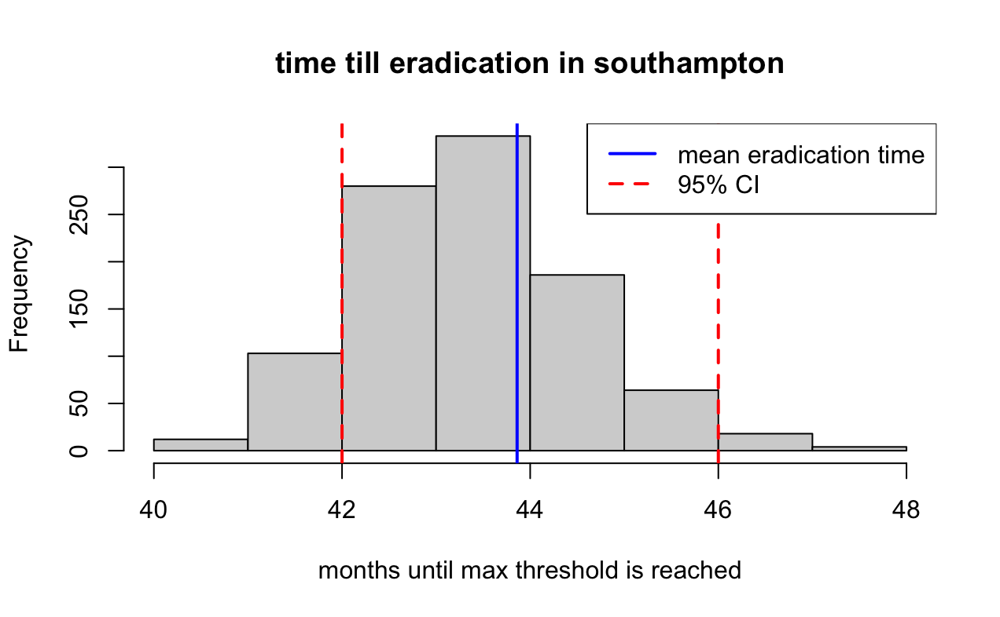 time till eradication in southampton
mean eradication time
95% CI
Frequency
250
150
50
0
40 42 44 46 48
months until max threshold is reached